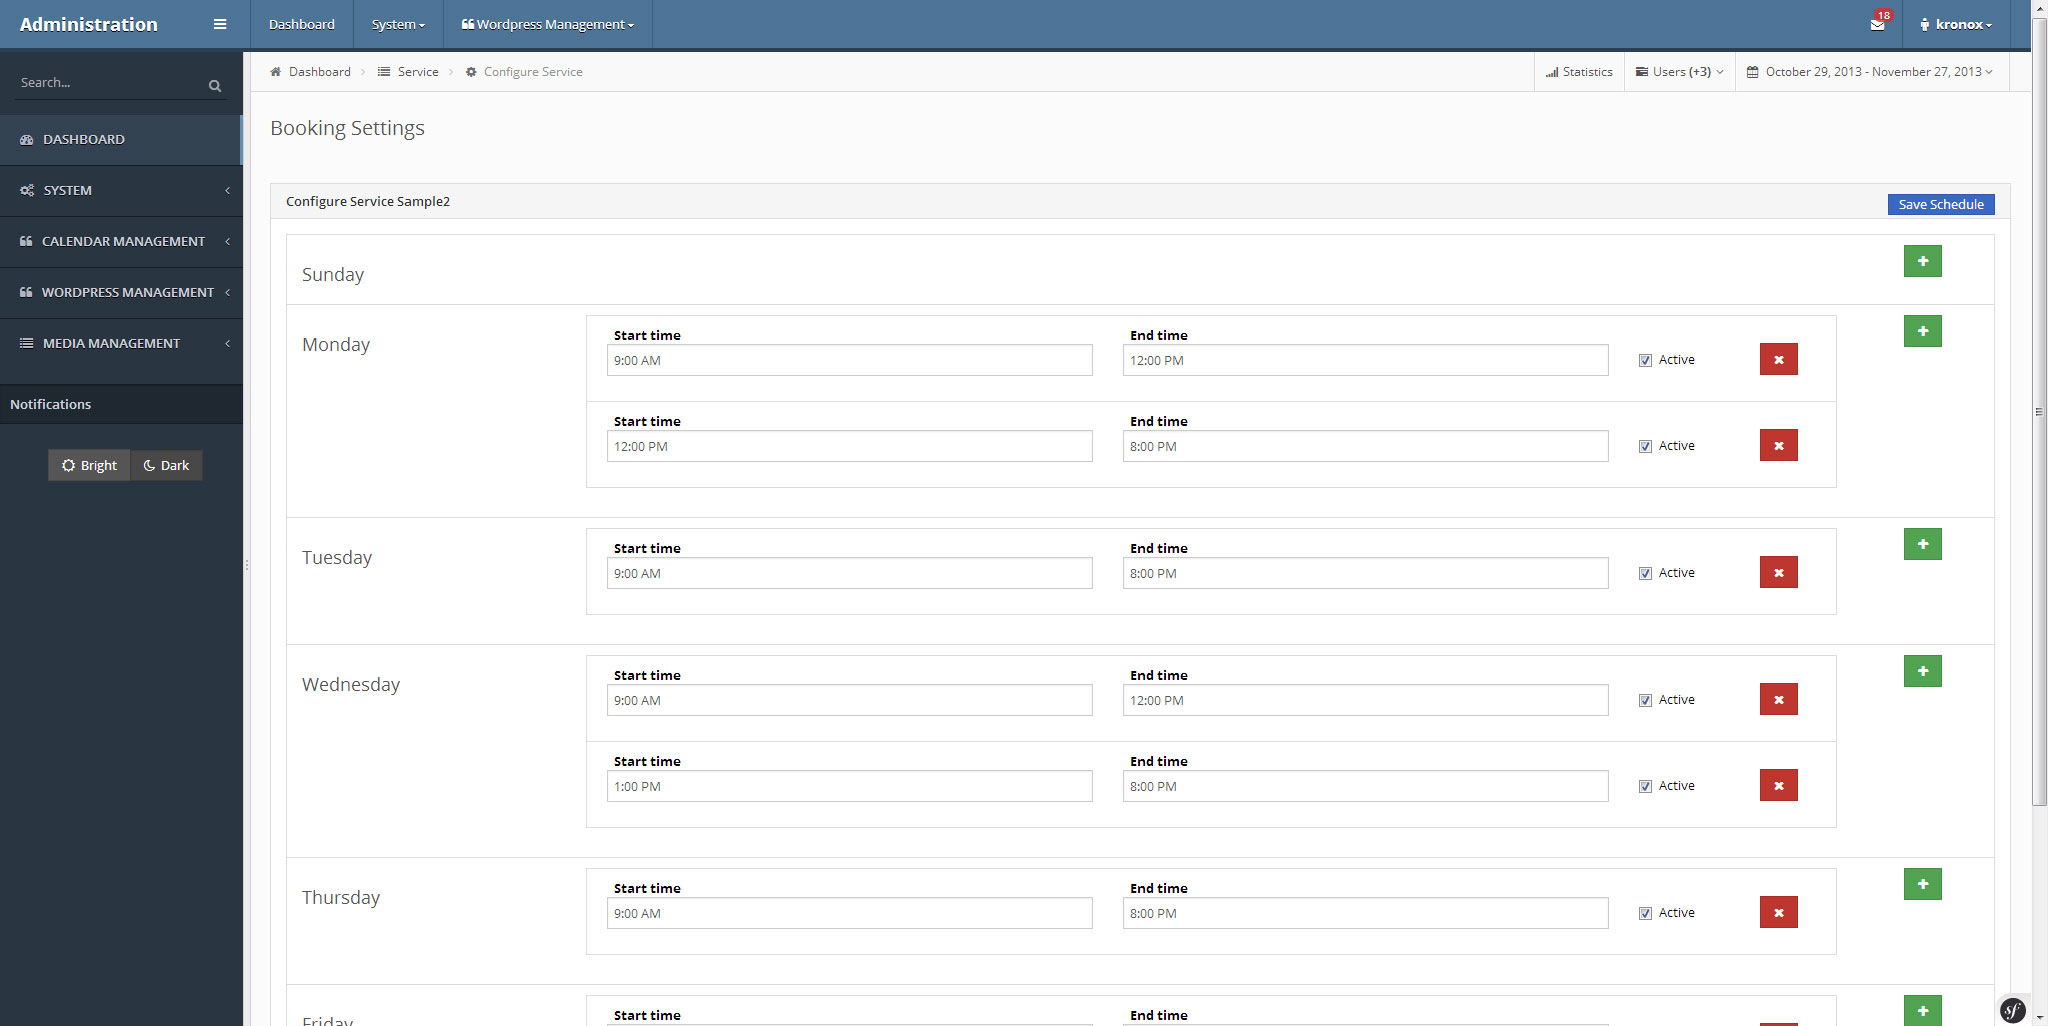 Administration
Dashboard
System
Wordpress Management
18
kronox
Search...
Dashboard
Service
Configure Service
Statistics
Users (+3)
October 29, 2013 - November 27, 2013
DASHBOARD
SYSTEM
CALENDAR MANAGEMENT
WORDPRESS MANAGEMENT
MEDIA MANAGEMENT
Notifications
Bright
Dark
Booking Settings
Configure Service Sample2
Save Schedule
Sunday
Monday
Start time
End time
9:00 AM
12:00 PM
Active
Start time
End time
12:00 PM
8:00 PM
Active
Tuesday
Start time
End time
9:00 AM
8:00 PM
Active
Wednesday
Start time
End time
9:00 AM
12:00 PM
Active
Start time
End time
1:00 PM
8:00 PM
Active
Thursday
Start time
End time
9:00 AM
8:00 PM
Active
Friday
Start time
End time
sf